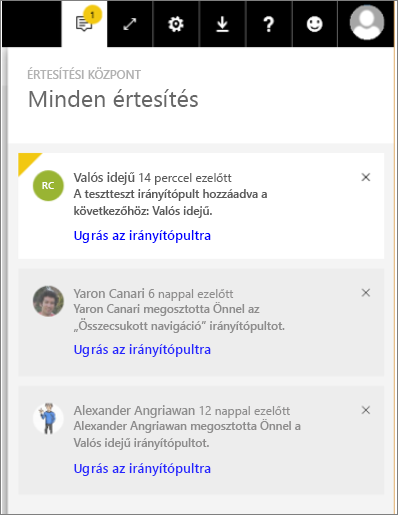 1
?
ÉRTESÍTÉSI KÖZPONT
Minden értesítés
RC
Valós idejű 14 perccel ezelőtt
A tesztteszt irányítópult hozzáadva a
következőhöz: Valós idejű.
Ugrás az irányítópultra
Yaron Canari 6 nappal ezelőtt
Yaron Canari megosztotta Önnel az
„Összecsukott navigáció” irányítópultot.
Ugrás az irányítópultra
Alexander Angriawan 12 nappal ezelőtt
Alexander Angriawan megosztotta Önnel a
Valós idejű irányítópultot.
Ugrás az irányítópultra